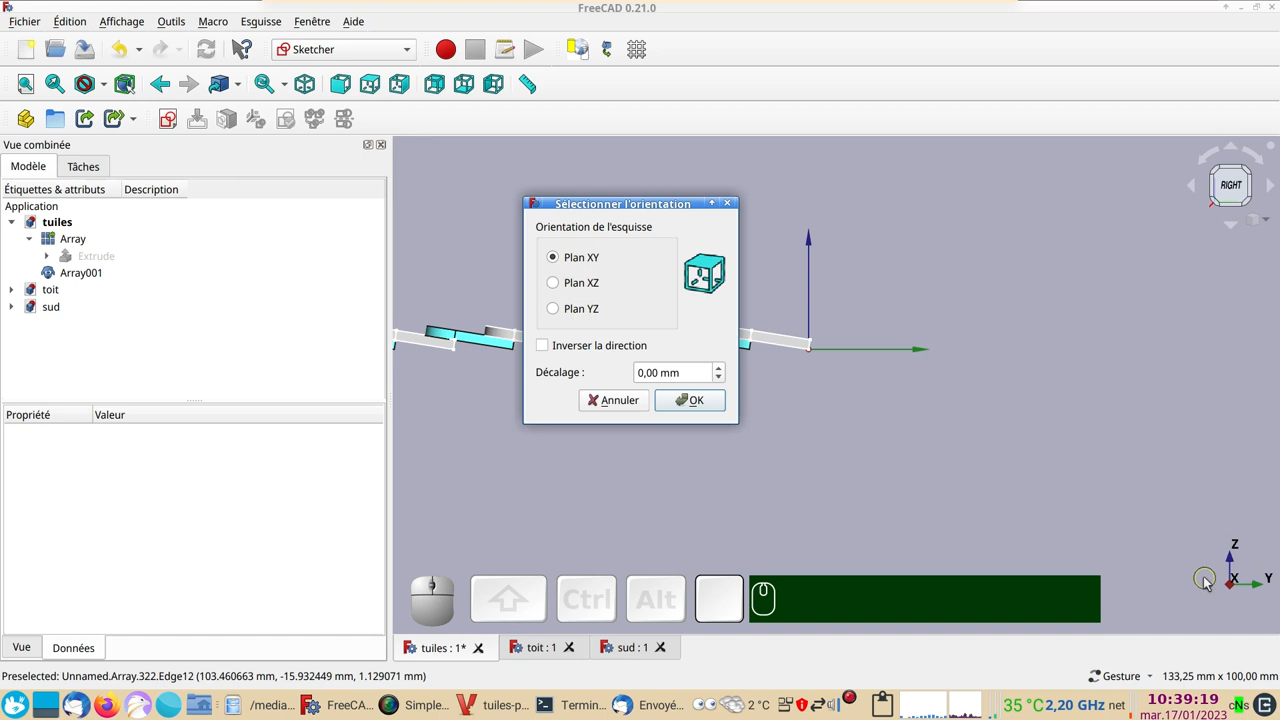 FreeCAD 0.21.0
Fichier Édition Affichage Outils Macro Esguisse Fenêtre Aide
Sketcher
Vue combinée
Modèle Tâches
Étiquettes & attributs Description
Application
tuiles
Array
Extrude
Array001
toit
sud
Propriété Valeur
Sélectionner l'orientation
Orientation de l'esquisse
Plan XY
Plan XZ
Plan YZ
Inverser la direction
Décalage : 0,00 mm
Annuler OK
RIGHT
Z
X Y
Ctrl Alt
Vue Données
tuiles : 1* toit : 1 sud : 1
Preselected: Unnamed.Array.322.Edge12 (103.460663 mm, -15.932449 mm, 1.129071 mm) Gesture 133,25 mm x 100,00 mm
/media... FreeC... Simple... tuiles-p... Termin... Envoyé... 2 °C 35 °C 2,20 GHz net 10:39:19 cNs
mar.17/01/2023